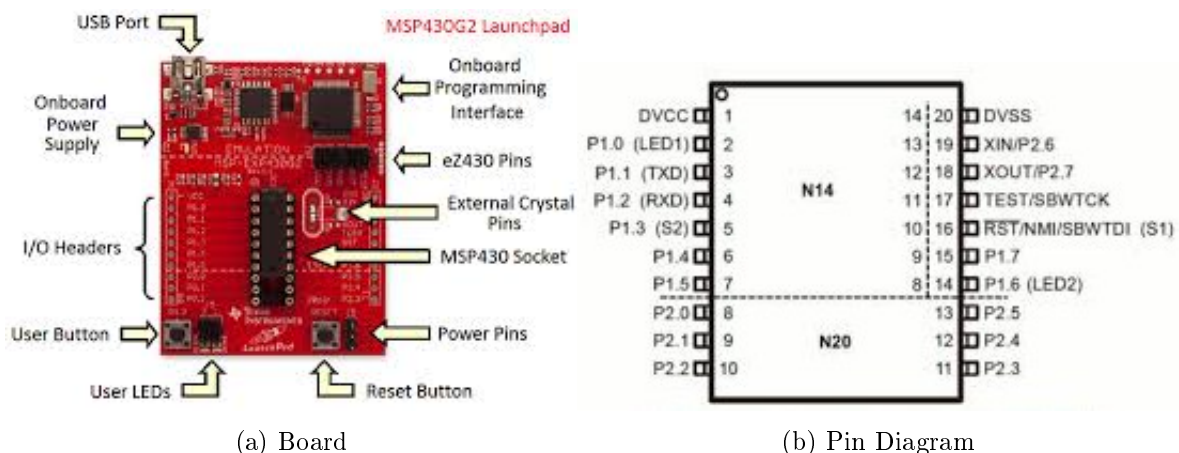 USB Port
MSP430G2 Launchpad
Onboard
Power
Supply
Onboard
Programming
Interface
EMULATION
eZ430 Pins
External Crystal
Pins
I/O Headers
MSP430 Socket
User Button
Power Pins
User LEDs
Reset Button
(a) Board
DVCC 1
P1.0 (LED1) 2
P1.1 (TXD) 3
P1.2 (RXD) 4
P1.3 (S2) 5
P1.4 6
P1.5 7
P2.0 8
P2.1 9
P2.2 10
N14
N20
14 20 DVSS
13 19 XIN/P2.6
12 18 XOUT/P2.7
11 17 TEST/SBWTCK
10 16 RST/NMI/SBWTDI (S1)
9 15 P1.7
8 14 P1.6 (LED2)
13 P2.5
12 P2.4
11 P2.3
(b) Pin Diagram